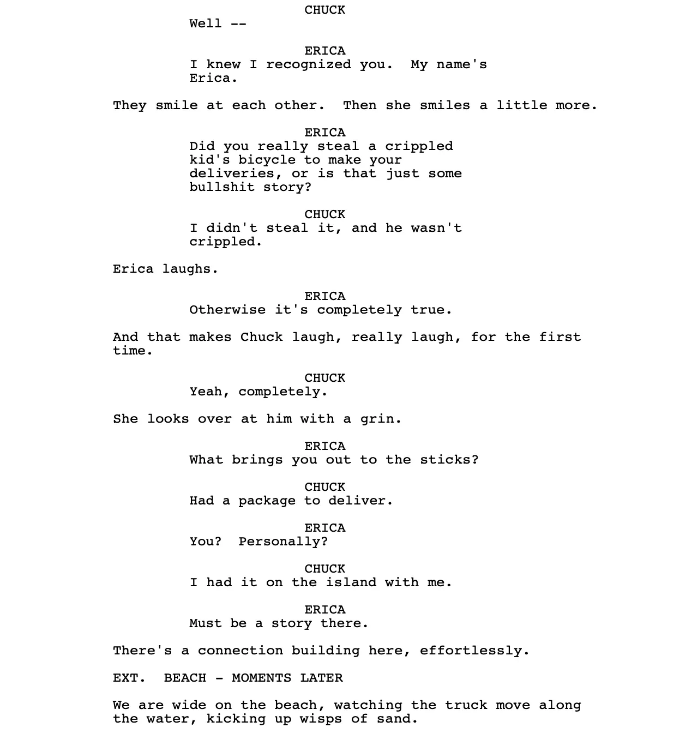 CHUCK
Well --
ERICA
I knew I recognized you.  My name's
Erica.
They smile at each other.  Then she smiles a little more.
ERICA
Did you really steal a crippled
kid's bicycle to make your
deliveries, or is that just some
bullshit story?
CHUCK
I didn't steal it, and he wasn't
crippled.
Erica laughs.
ERICA
Otherwise it's completely true.
And that makes Chuck laugh, really laugh, for the first
time.
CHUCK
Yeah, completely.
She looks over at him with a grin.
ERICA
What brings you out to the sticks?
CHUCK
Had a package to deliver.
ERICA
You?  Personally?
CHUCK
I had it on the island with me.
ERICA
Must be a story there.
There's a connection building here, effortlessly.
EXT.  BEACH - MOMENTS LATER
We are wide on the beach, watching the truck move along
the water, kicking up wisps of sand.